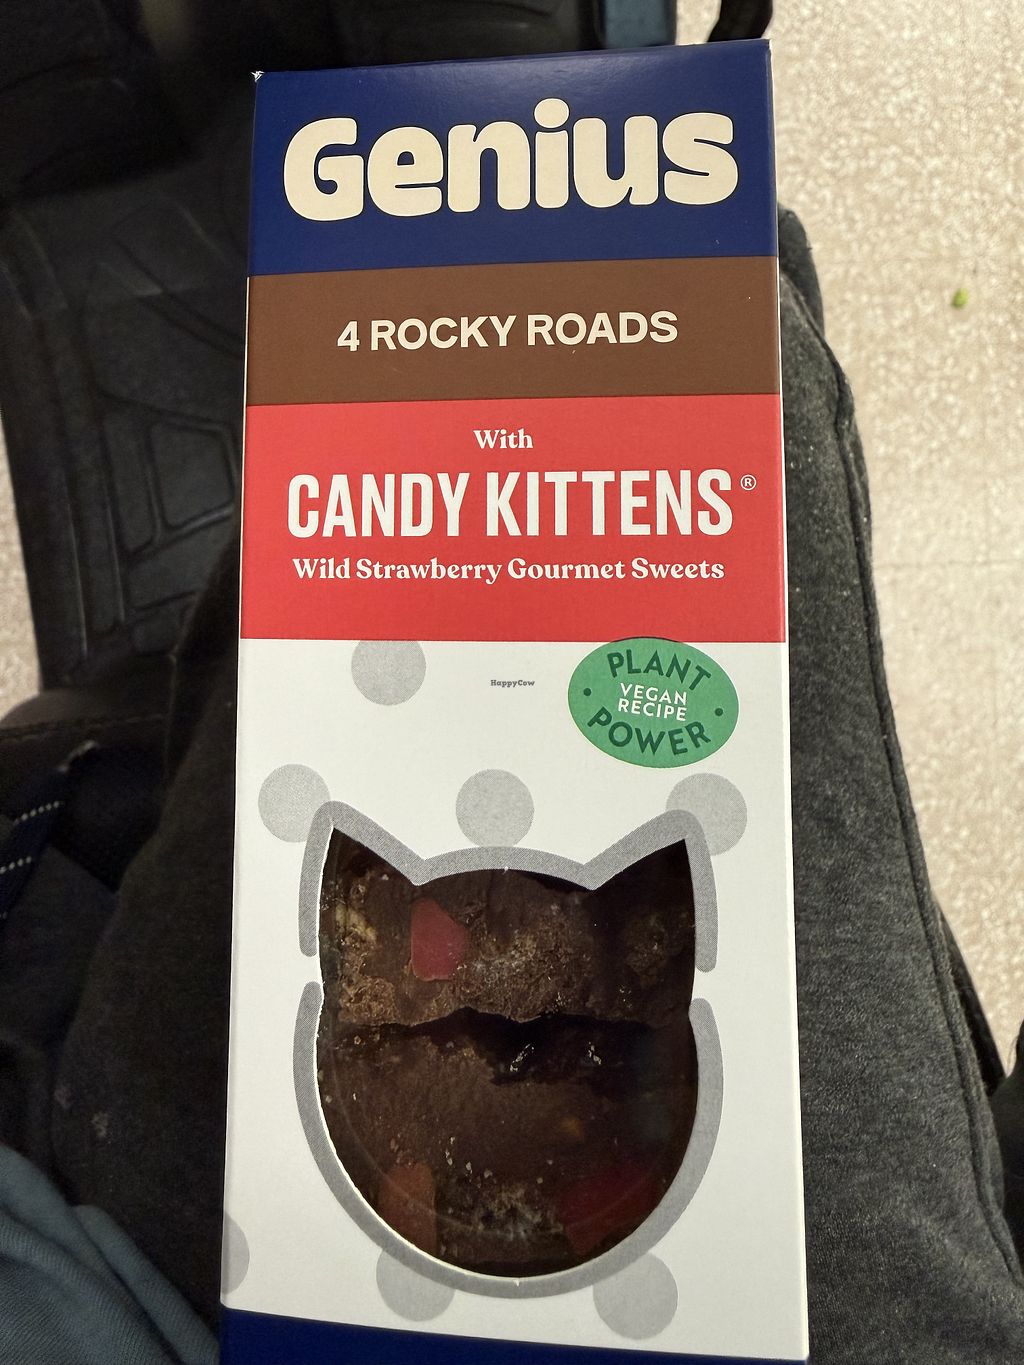 Genius
4 ROCKY ROADS
With
CANDY KITTENS®
Wild Strawberry Gourmet Sweets
PLANT
VEGAN
RECIPE
POWER
HappyCow